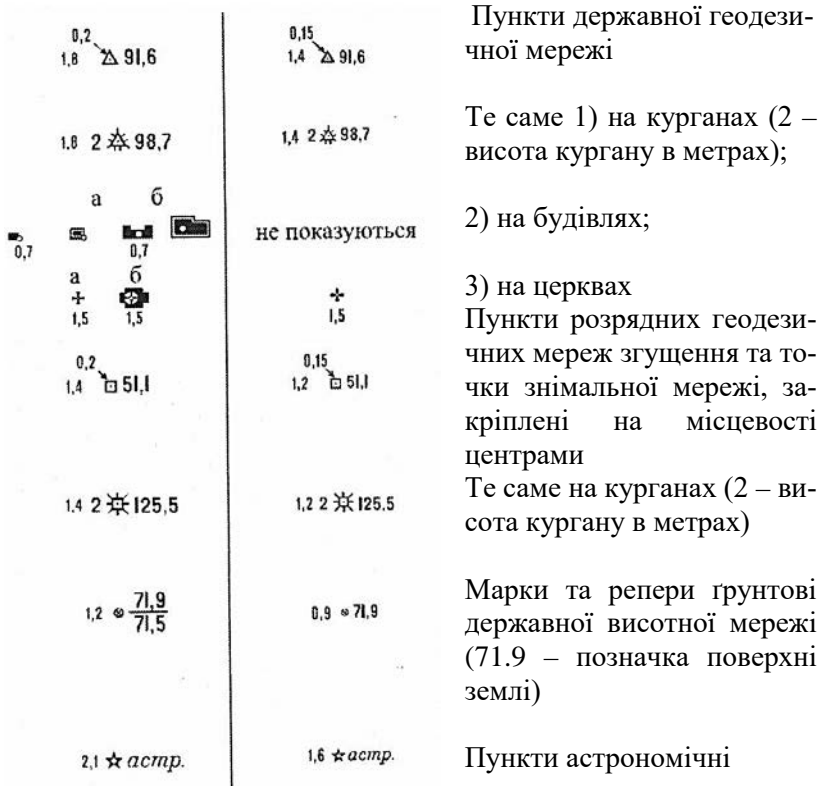 0,2
1,8 91,6
0,15
1,4 91,6
Пункти державної геодези-
чної мережі
1.8 2 98,7
1,4 2 98,7
Те саме 1) на курганах (2 –
висота кургану в метрах);
а б
0,7
0,7
не показуються
2) на будівлях;
а б
1,5 1,5
1,5
3) на церквах
0,2
1,4 51,1
0,15
1,2 51,1
Пункти розрядних геодези-
чних мереж згущення та то-
чки знімальної мережі, за-
кріплені на місцевості
центрами
1.4 2 125,5
1,2 2 125.5
Те саме на курганах (2 – ви-
сота кургану в метрах)
1,2 71,9
71,5
0,9 71,9
Марки та репери ґрунтові
державної висотної мережі
(71.9 – позначка поверхні
землі)
2,1 астр.
1,6 астр.
Пункти астрономічні